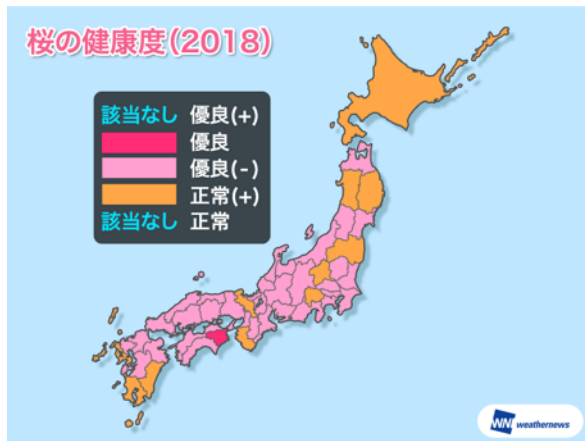 桜の健康度(2018)
該当なし 優良(+)
優良
優良(-)
正常(+)
該当なし 正常
WNI weathernews